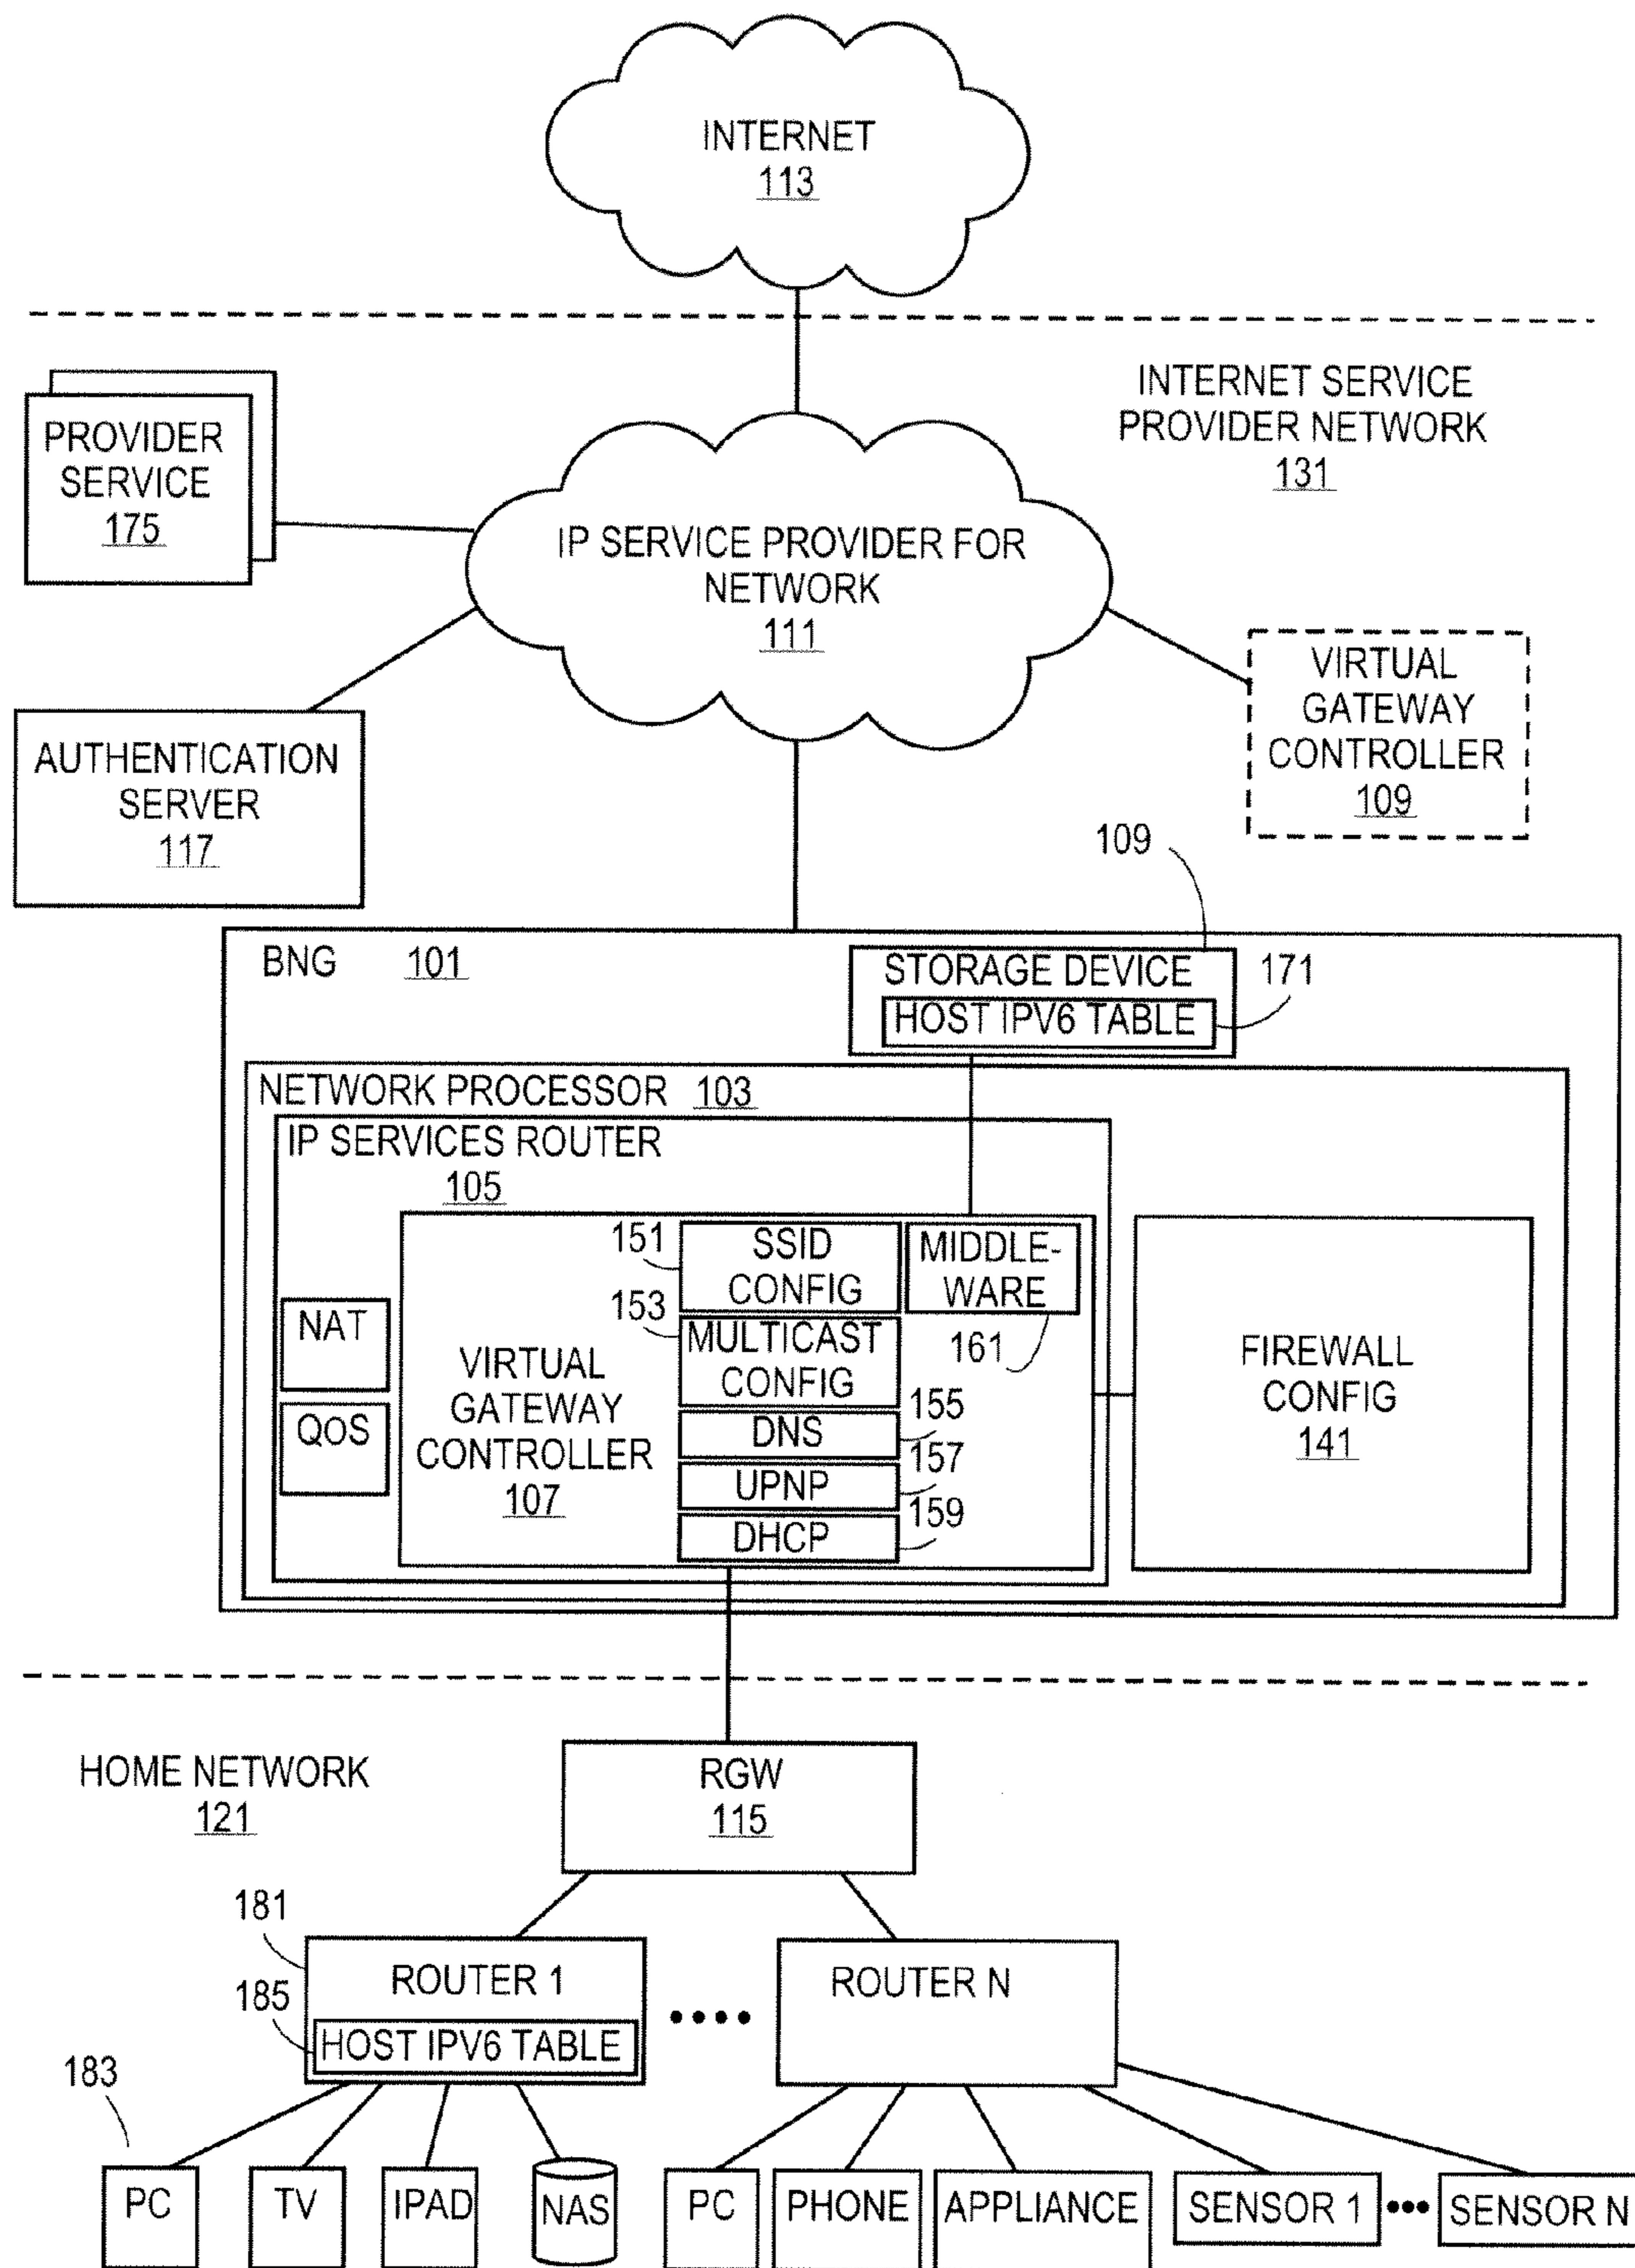 INTERNET
113
INTERNET SERVICE
PROVIDER NETWORK
131
PROVIDER
SERVICE
175
IP SERVICE PROVIDER FOR
NETWORK
111
VIRTUAL
GATEWAY
CONTROLLER
109
AUTHENTICATION
SERVER
117
109
BNG 101
STORAGE DEVICE
171
HOST IPV6 TABLE
NETWORK PROCESSOR 103
IP SERVICES ROUTER
105
151
SSID
CONFIG
MIDDLE-
WARE
161
153
MULTICAST
CONFIG
NAT
QOS
VIRTUAL
GATEWAY
CONTROLLER
107
DNS
155
UPNP
157
DHCP
159
FIREWALL
CONFIG
141
HOME NETWORK
121
RGW
115
181
ROUTER 1
185
HOST IPV6 TABLE
ROUTER N
183
PC
TV
IPAD
NAS
PC
PHONE
APPLIANCE
SENSOR 1
SENSOR N